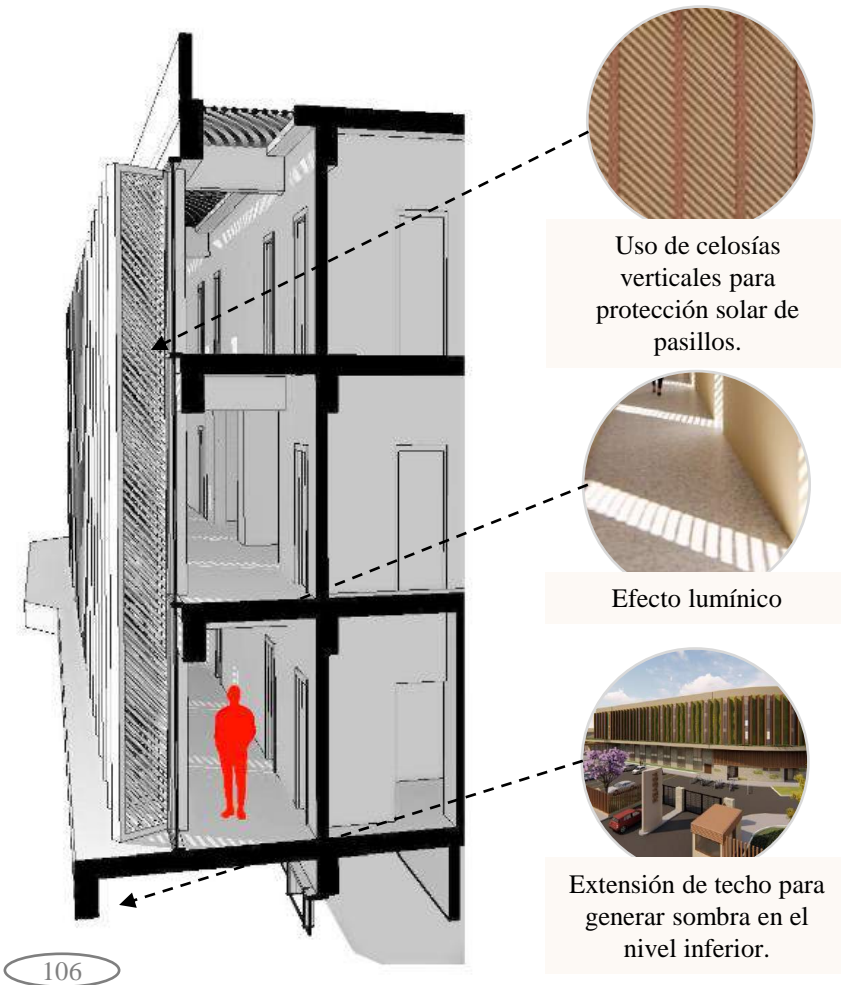 Uso de celosías
verticales para
protección solar de
pasillos.
Efecto lumínico
Extensión de techo para
generar sombra en el
nivel inferior.
106